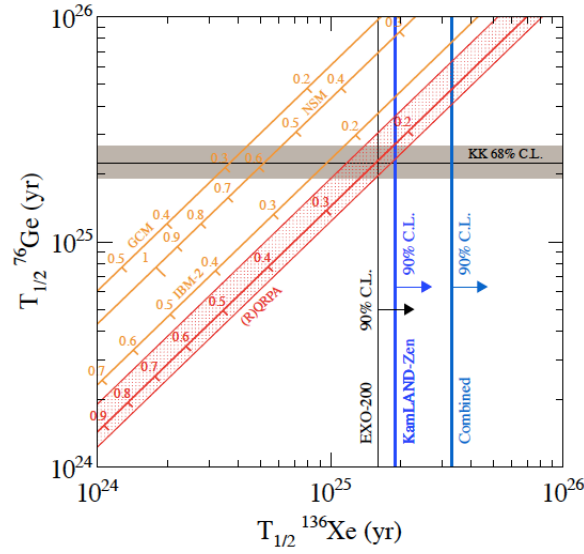 10^26
T_1/2 ^76Ge (yr)
10^25
10^24
0.2
0.4
NSM
0.5
0.2
0.3
0.6
KK 68% C.L.
0.7
0.2
0.4
0.8
GCM
0.9
0.3
0.3
0.5
1
IBM-2
0.4
0.4
0.5
(R)QRPA
0.5
0.6
0.6
0.7
0.7
0.8
0.9
90% C.L.
90% C.L.
90% C.L.
EXO-200
KamLAND-Zen
Combined
10^24
10^25
10^26
T_1/2 ^136Xe (yr)